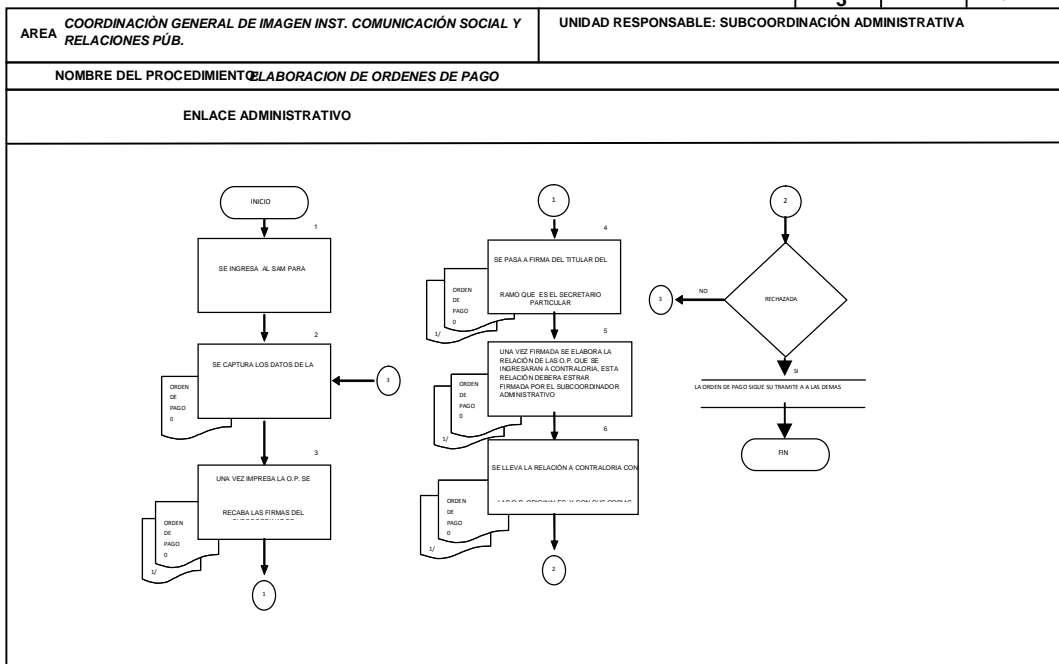 3
AREA COORDINACIÒN GENERAL DE IMAGEN INST. COMUNICACIÓN SOCIAL Y
RELACIONES PÚB.
UNIDAD RESPONSABLE: SUBCOORDINACIÓN ADMINISTRATIVA
NOMBRE DEL PROCEDIMIENTO: ELABORACION DE ORDENES DE PAGO
ENLACE ADMINISTRATIVO
INICIO
1
SE INGRESA AL SAM PARA
2
SE CAPTURA LOS DATOS DE LA
ORDEN
DE
PAGO
0
3
3
UNA VEZ IMPRESA LA O.P. SE
RECABA LAS FIRMAS DEL
ORDEN
DE
PAGO
0
1/
1
1
4
SE PASA A FIRMA DEL TITULAR DEL
RAMO QUE ES EL SECRETARIO
PARTICULAR
ORDEN
DE
PAGO
0
1/
5
UNA VEZ FIRMADA SE ELABORA LA
RELACIÓN DE LAS O.P. QUE SE
INGRESARAN A CONTRALORIA, ESTA
RELACIÓN DEBERA ESTRAR
FIRMADA POR EL SUBCOORDINADOR
ADMINISTRATIVO
ORDEN
DE
PAGO
0
1/
6
SE LLEVA LA RELACIÓN A CONTRALORIA CON
LAS O.P. ORIGINALES Y CON SUS COPIAS
ORDEN
DE
PAGO
0
1/
2
2
RECHAZADA
NO
3
SI
LA ORDEN DE PAGO SIGUE SU TRAMITE A A LAS DEMAS
FIN